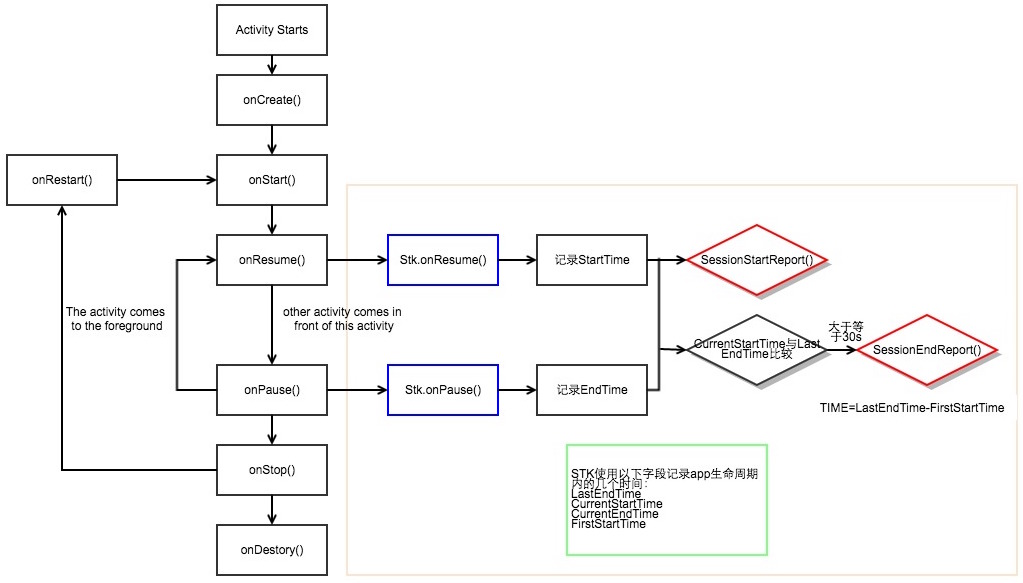 Activity Starts
onCreate()
onRestart()
onStart()
onResume()
Stk.onResume()
记录StartTime
SessionStartReport()
The activity comes
to the foreground
other activity comes in
front of this activity
CurrentStartTime与Last
EndTime比较
大于等
于30s
SessionEndReport()
onPause()
Stk.onPause()
记录EndTime
TIME=LastEndTime-FirstStartTime
onStop()
STK使用以下字段记录app生命周期
内的几个时间：
LastEndTime
CurrentStartTime
CurrentEndTime
FirstStartTime
onDestory()